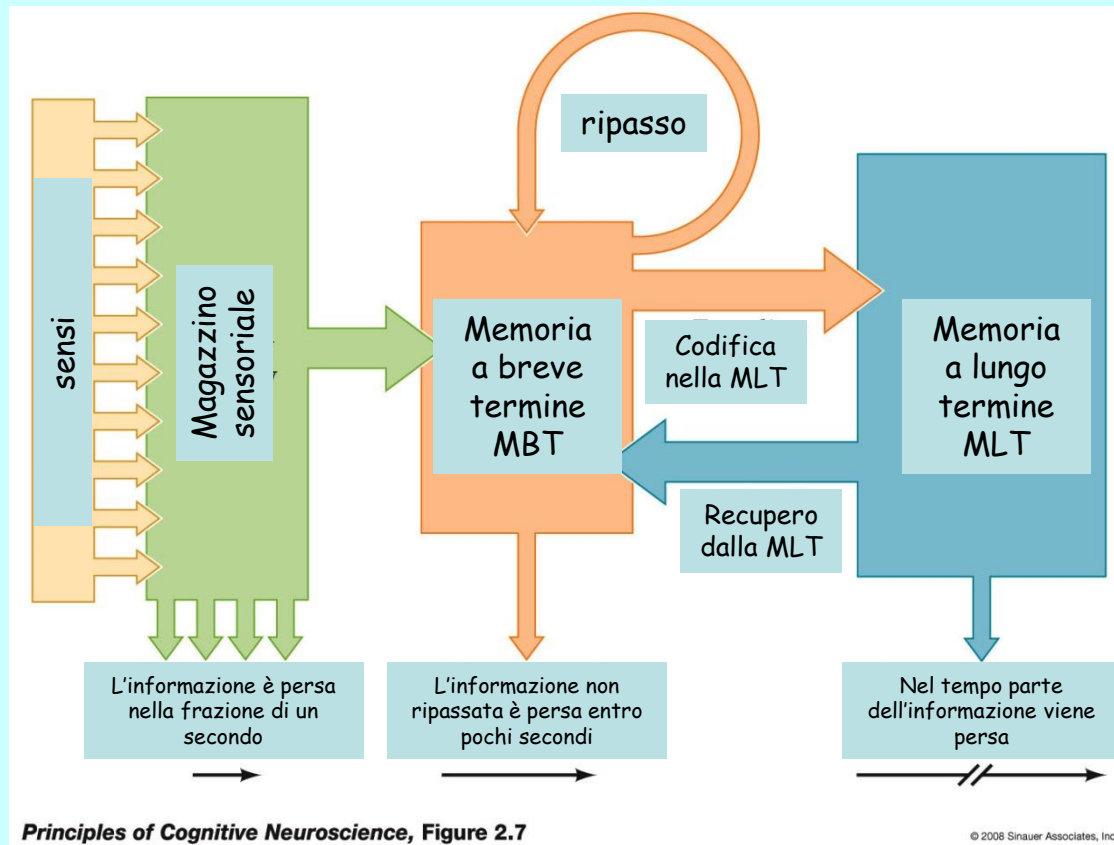 ripasso
sensi
Magazzino
sensoriale
Memoria
a breve
termine
MBT
Codifica
nella MLT
Recupero
dalla MLT
Memoria
a lungo
termine
MLT
L'informazione è persa
nella frazione di un
secondo
L'informazione non
ripassata è persa entro
pochi secondi
Nel tempo parte
dell'informazione viene
persa
Principles of Cognitive Neuroscience, Figure 2.7
© 2008 Sinauer Associates, Inc